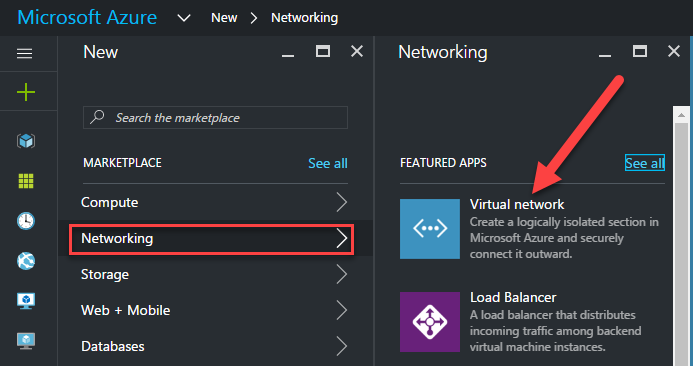 Microsoft Azure New > Networking
New
Search the marketplace
MARKETPLACE See all
Compute
Networking
Storage
Web + Mobile
Databases
Networking
FEATURED APPS See all
Virtual network
Create a logically isolated section in
Microsoft Azure and securely
connect it outward.
Load Balancer
A load balancer that distributes
incoming traffic among backend
virtual machine instances.